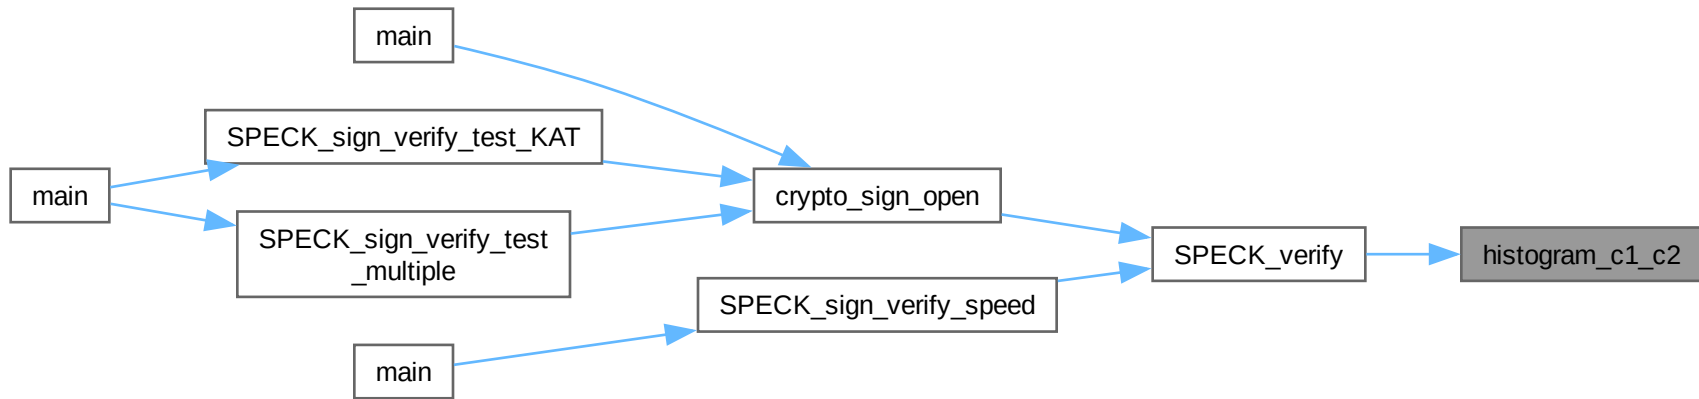 main
SPECK_sign_verify_test_KAT
main
crypto_sign_open
SPECK_sign_verify_test
_multiple
SPECK_verify
histogram_c1_c2
SPECK_sign_verify_speed
main